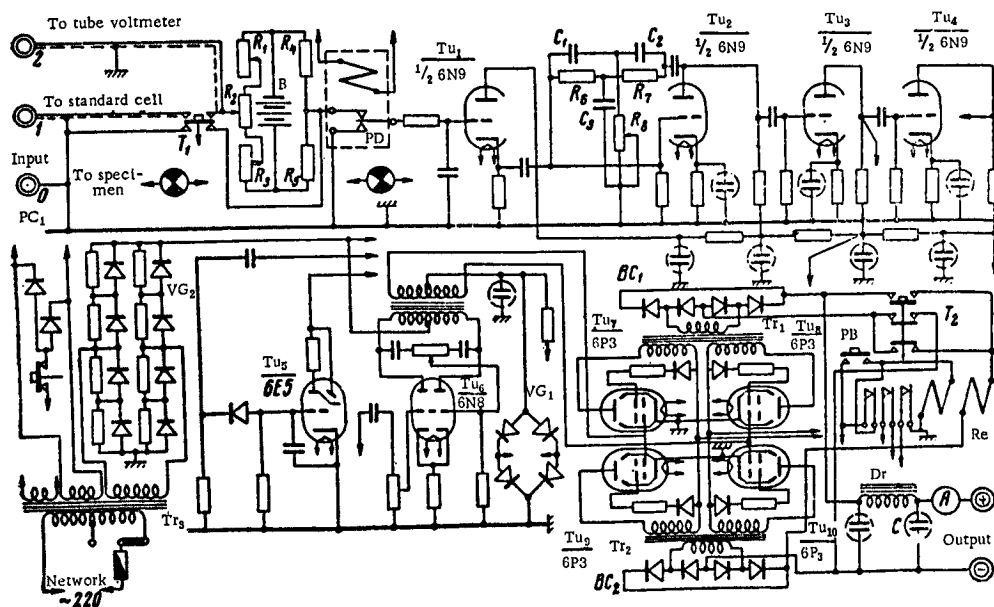 To tube voltmeter
2
To standard cell
1
Input
0
To speci-
men
PC1
R1
R4
R2
B
R3
R5
T1
PD
Tu1
1/2 6N9
C1
C2
R6
R7
C3
R8
Tu2
1/2 6N9
Tu3
1/2 6N9
Tu4
1/2 6N9
VG2
Tu5
6E5
Tu6
6N8
VG1
BC1
Tu7
6P3
Tr1
Tu8
6P3
PB
T2
Re
Dr
A
C
+
Output
-
Tr3
Network
~220
Tu9
6P3
Tr2
Tu10
6P3
BC2